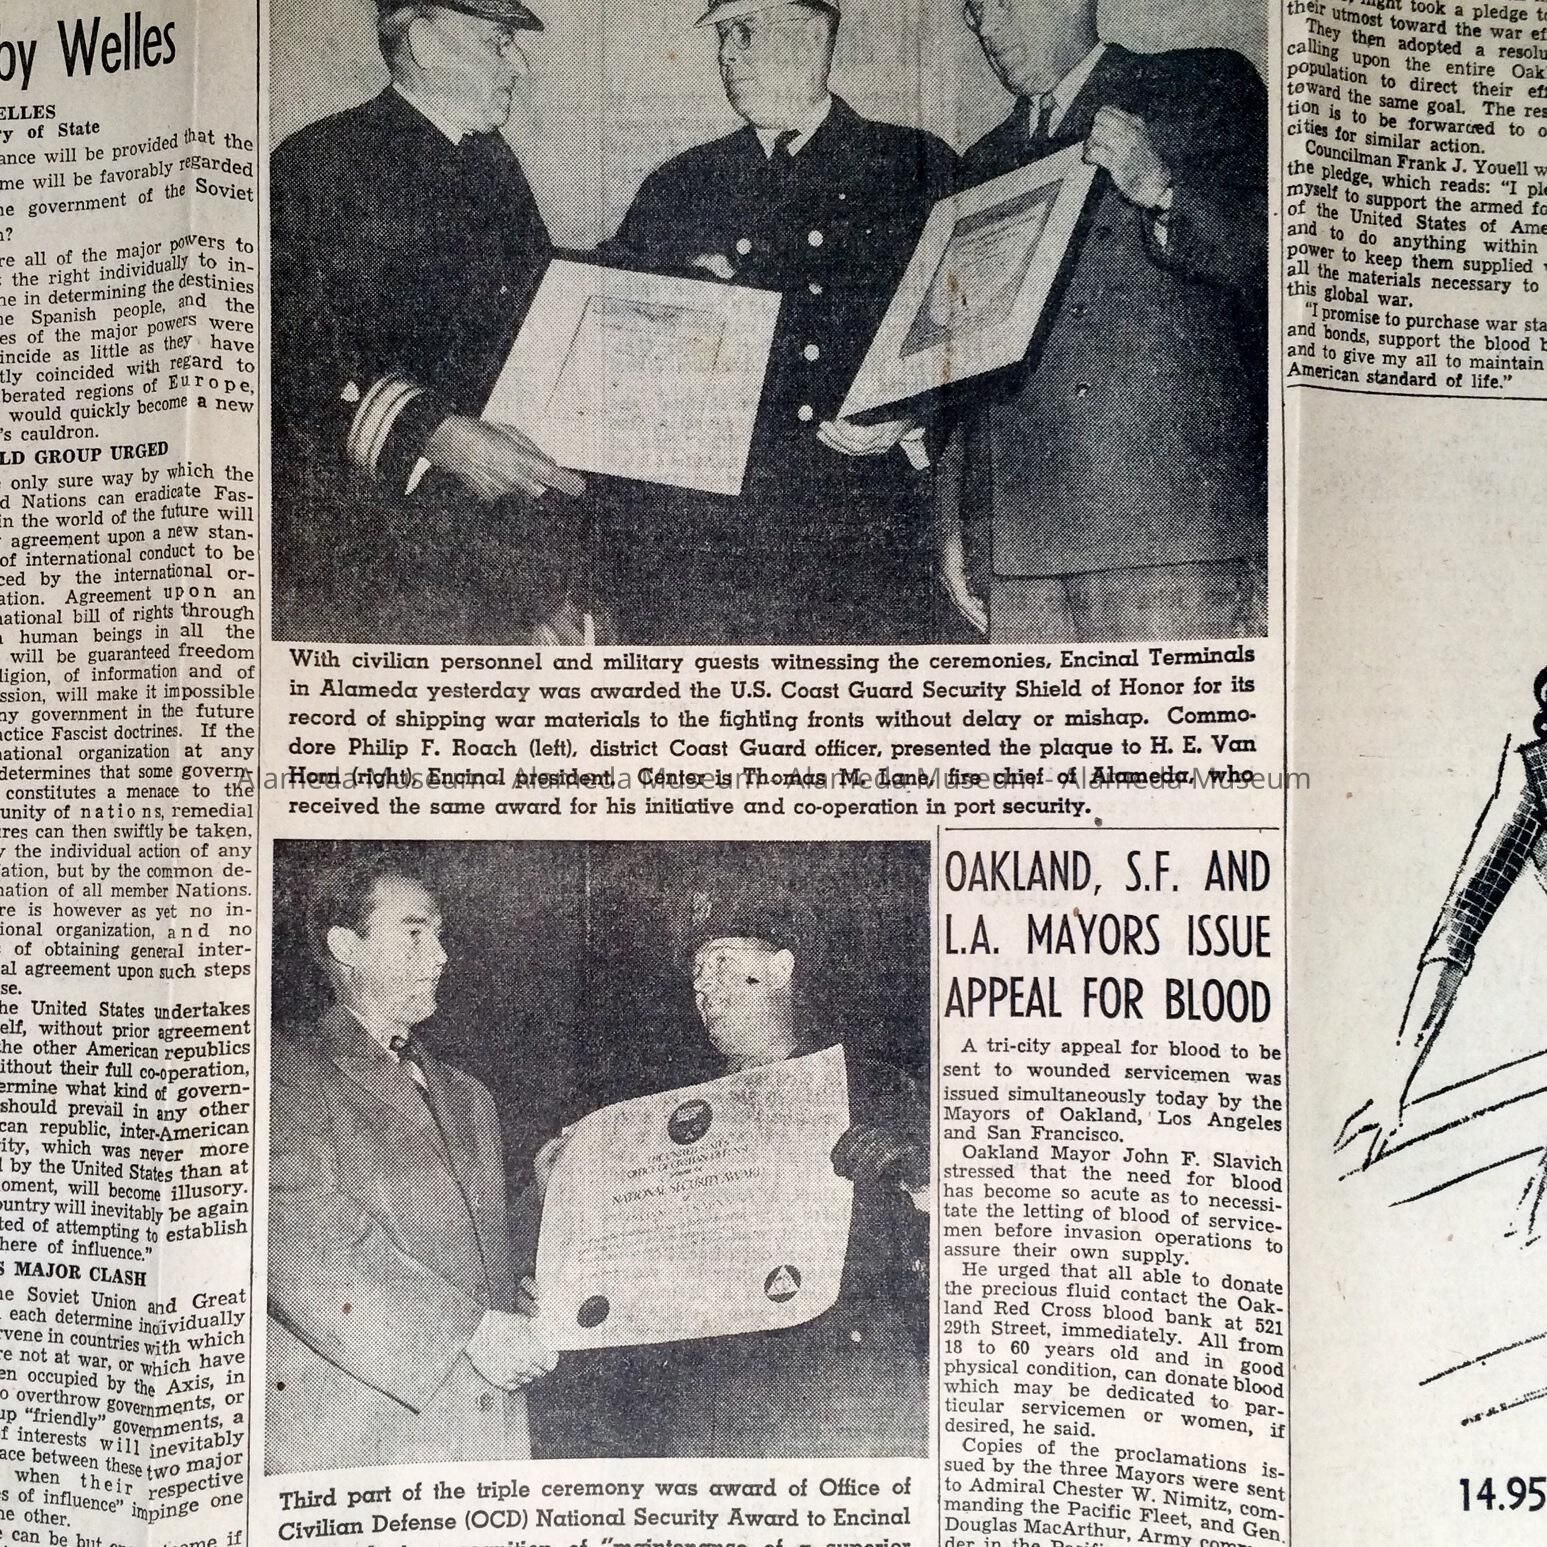 by Welles
ELLES
ry of State
ance will be provided that the
me will be favorably regarded
he government of the Soviet
n?
re all of the major powers to
the right individually to in-
ne in determining the destinies
he Spanish people, and the
es of the major powers were
incide as little as they have
tly coincided with regard to
berated regions of Europe,
would quickly become a new
's cauldron.
LD GROUP URGED
only sure way by which the
d Nations can eradicate Fas-
in the world of the future will
agreement upon a new stan-
of international conduct to be
ced by the international or-
ation. Agreement upon an
national bill of rights through
human beings in all the
will be guaranteed freedom
ligion, of information and of
ssion, will make it impossible
ny government in the future
actice Fascist doctrines. If the
national organization at any
determines that some govern-
constitutes a menace to the
unity of nations, remedial
res can then swiftly be taken,
y the individual action of any
ation, but by the common de-
nation of all member Nations.
re is however as yet no in-
ional organization, and no
of obtaining general inter-
al agreement upon such steps
se.
he United States undertakes
elf, without prior agreement
the other American republics
ithout their full co-operation,
ermine what kind of govern-
should prevail in any other
can republic, inter-American
ity, which was never more
l by the United States than at
oment, will become illusory.
ountry will inevitably be again
ted of attempting to establish
here of influence."
S MAJOR CLASH
he Soviet Union and Great
each determine individually
rvene in countries with which
re not at war, or which have
en occupied by the Axis, in
o overthrow governments, or
up "friendly" governments, a
f interests will inevitably
ace between these two major
when their respective
s of influence" impinge one
he other.
can be but
With civilian personnel and military guests witnessing the ceremonies, Encinal Terminals
in Alameda yesterday was awarded the U.S. Coast Guard Security Shield of Honor for its
record of shipping war materials to the fighting fronts without delay or mishap. Commo-
dore Philip F. Roach (left), district Coast Guard officer, presented the plaque to H. E. Van
Horn (right), Encinal president. Center is Thomas M. Lane, fire chief of Alameda, who
received the same award for his initiative and co-operation in port security.
Alameda Museum - Alameda Museum - Alameda Museum - Alameda Museum
NATIONAL SECURITY AWARD
Third part of the triple ceremony was award of Office of
Civilian Defense (OCD) National Security Award to Encinal
of "maintenance of a superior
OAKLAND, S.F. AND
L.A. MAYORS ISSUE
APPEAL FOR BLOOD
A tri-city appeal for blood to be
sent to wounded servicemen was
issued simultaneously today by the
Mayors of Oakland, Los Angeles
and San Francisco.
Oakland Mayor John F. Slavich
stressed that the need for blood
has become so acute as to necessi-
tate the letting of blood of service-
men before invasion operations to
assure their own supply.
He urged that all able to donate
the precious fluid contact the Oak-
land Red Cross blood bank at 521
29th Street, immediately. All from
18 to 60 years old and in good
physical condition, can donate blood
which may be dedicated to par-
ticular servicemen or women, if
desired, he said.
Copies of the proclamations is-
sued by the three Mayors were sent
to Admiral Chester W. Nimitz, com-
manding the Pacific Fleet, and Gen.
Douglas MacArthur, Army
der in the
night took a pledge to
their utmost toward the war ef
They then adopted a resolu
calling upon the entire Oak
population to direct their ef
toward the same goal. The res
tion is to be forwarded to o
cities for similar action.
Councilman Frank J. Youell w
the pledge, which reads: "I ple
myself to support the armed fo
of the United States of Ame
and to do anything within
power to keep them supplied
all the materials necessary to
this global war.
"I promise to purchase war sta
and bonds, support the blood b
and to give my all to maintain
American standard of life."
14.95